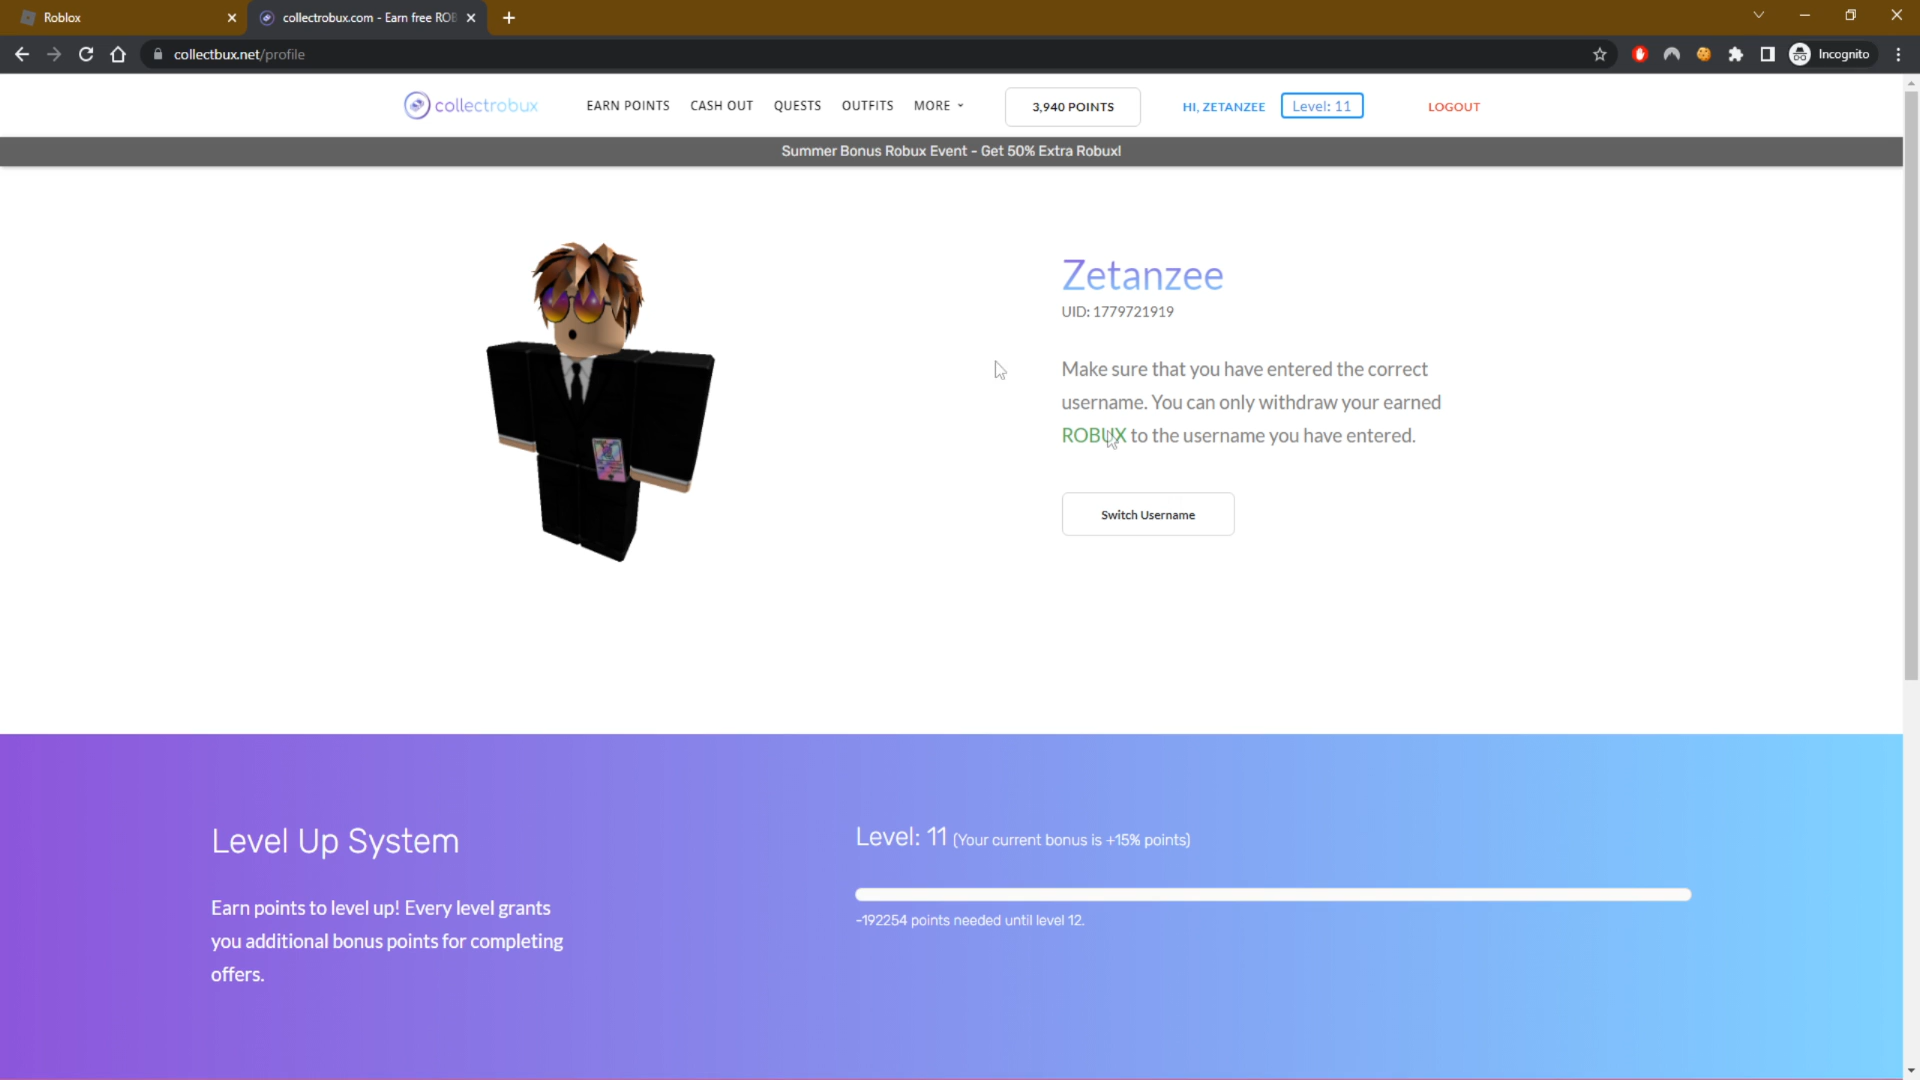 Roblox
collectrobux.com - Earn free ROB
collectbux.net/profile
Incognito
collectrobux
EARN POINTS
CASH OUT
QUESTS
OUTFITS
MORE
3,940 POINTS
HI, ZETANZEE
Level: 11
LOGOUT
Summer Bonus Robux Event - Get 50% Extra Robux!
Zetanzee
UID: 1779721919
Make sure that you have entered the correct
username. You can only withdraw your earned
ROBUX to the username you have entered.
Switch Username
Level Up System
Earn points to level up! Every level grants
you additional bonus points for completing
offers.
Level: 11 (Your current bonus is +15% points)
-192254 points needed until level 12.